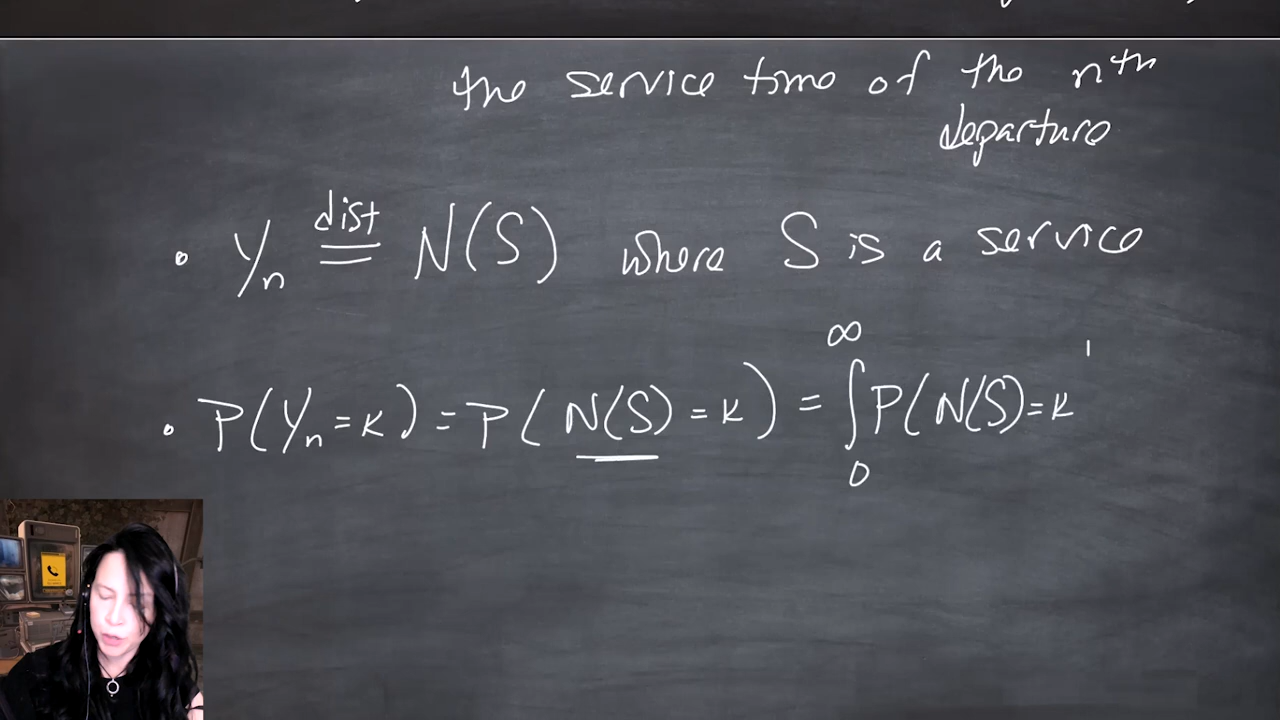 the service time of the nth
departure
• Yn dist = N(S) where S is a service
• P(Yn = K) = P(N(S) = K) = ∫₀^∞ P(N(S)=K